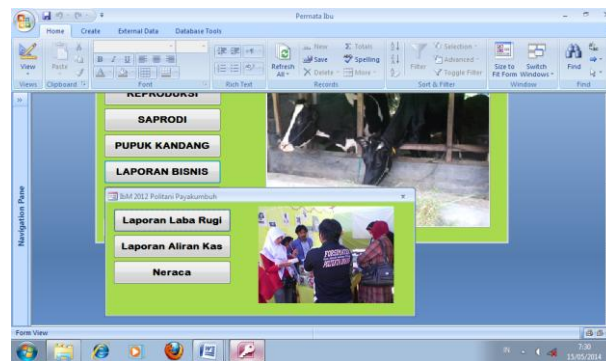 Permata Ibu
Home Create External Data Database Tools
View Paste Refresh All New Save Delete Totals Spelling More Filter Selection Advanced Toggle Filter Size to Fit Form Switch Windows Find
Views Clipboard Font Rich Text Records Sort & Filter Window Find
REPRODUKSI
SAPRODI
PUPUK KANDANG
LAPORAN BISNIS
IbM 2012 Politani Payakumbuh
Laporan Laba Rugi
Laporan Aliran Kas
Neraca
Navigation Pane
Form View
IN
7:30
15/05/2014